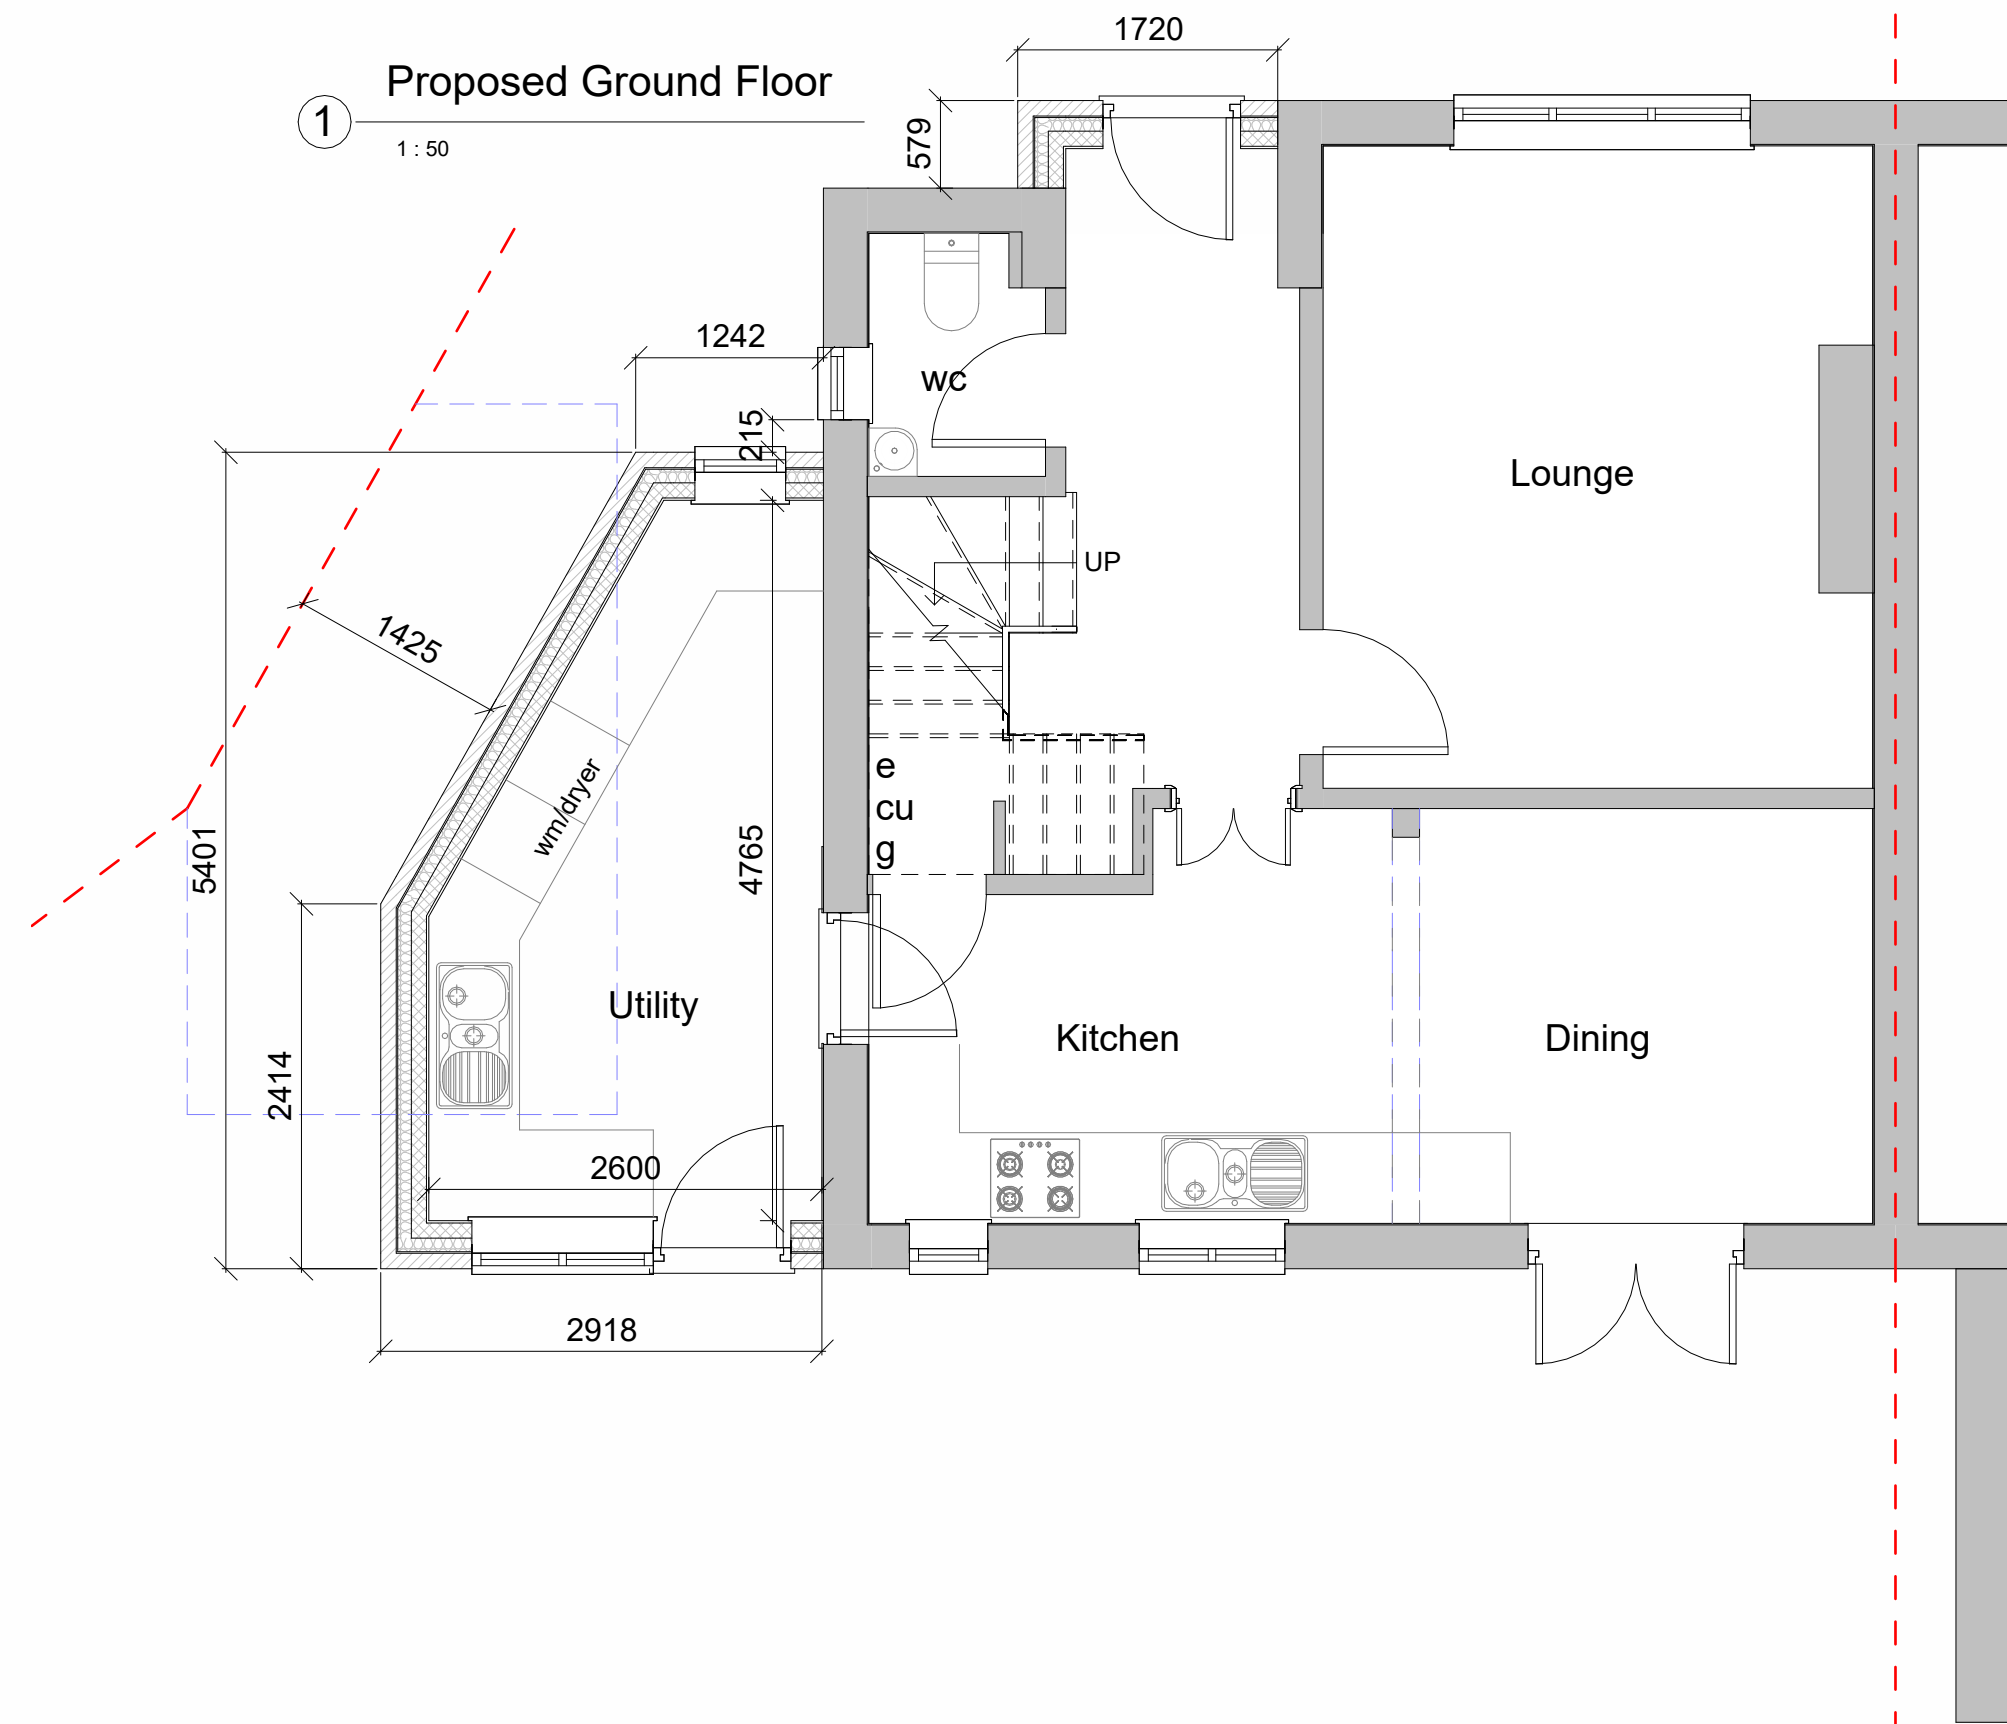 1720
Proposed Ground Floor
1
1 : 50
579
1242
wc
215
Lounge
UP
1425
wm/dryer
e
cu
g
5401
4765
Utility
Kitchen
Dining
2414
2600
2918